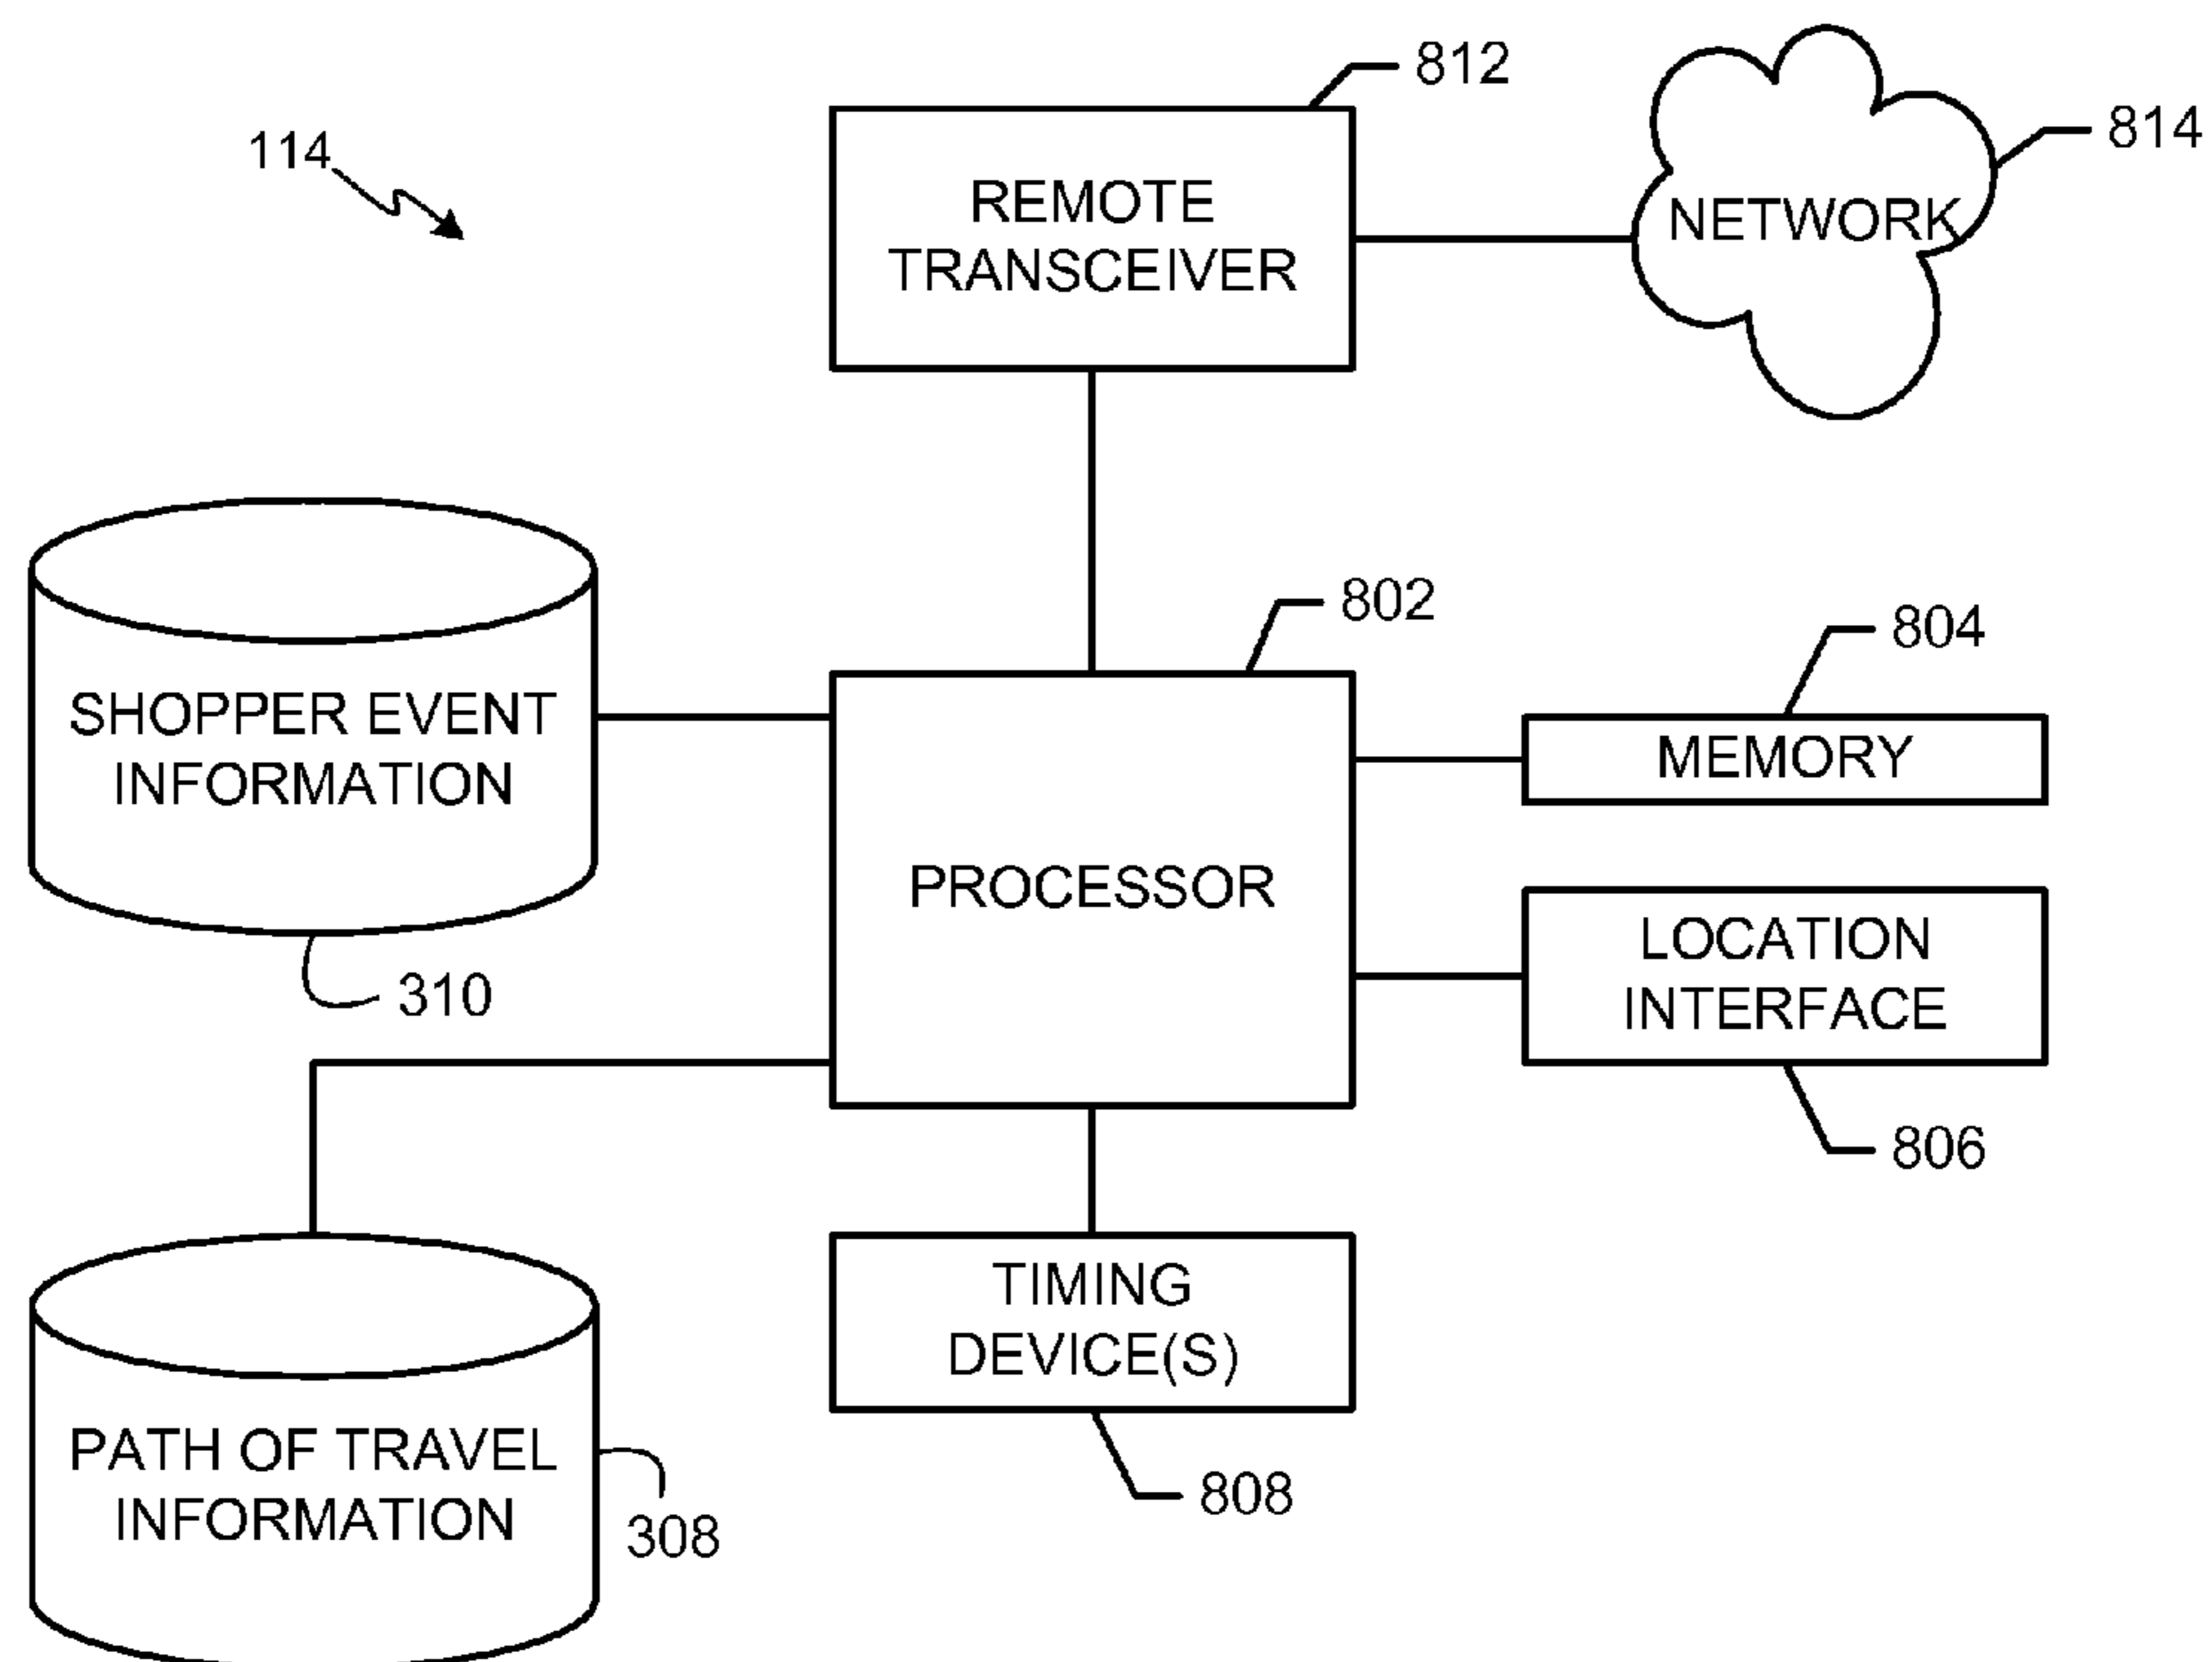 812
814
114
REMOTE
TRANSCEIVER
NETWORK
802
804
SHOPPER EVENT
INFORMATION
MEMORY
PROCESSOR
LOCATION
INTERFACE
310
806
TIMING
DEVICE(S)
PATH OF TRAVEL
INFORMATION
808
308